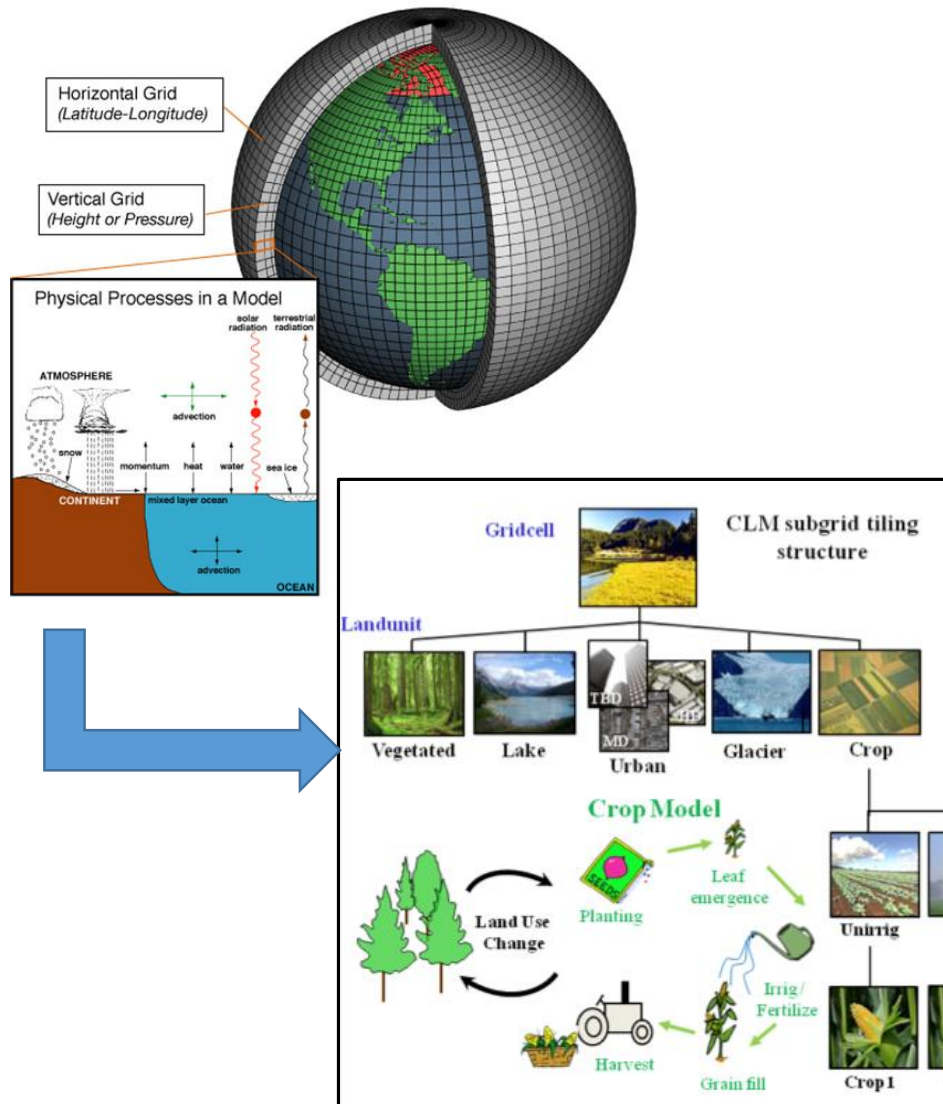 Horizontal Grid
(Latitude-Longitude)
Vertical Grid
(Height or Pressure)
Physical Processes in a Model
solar
radiation
terrestrial
radiation
ATMOSPHERE
advection
snow
momentum
heat
water
sea ice
CONTINENT
mixed layer ocean
advection
OCEAN
Gridcell
CLM subgrid tiling
structure
Landunit
TBD
MD
Vegetated
Lake
Urban
Glacier
Crop
Crop Model
SEEDS
Planting
Leaf
emergence
Land Use
Change
Unirrig
Irrig/
Fertilize
Harvest
Grain fill
Crop1